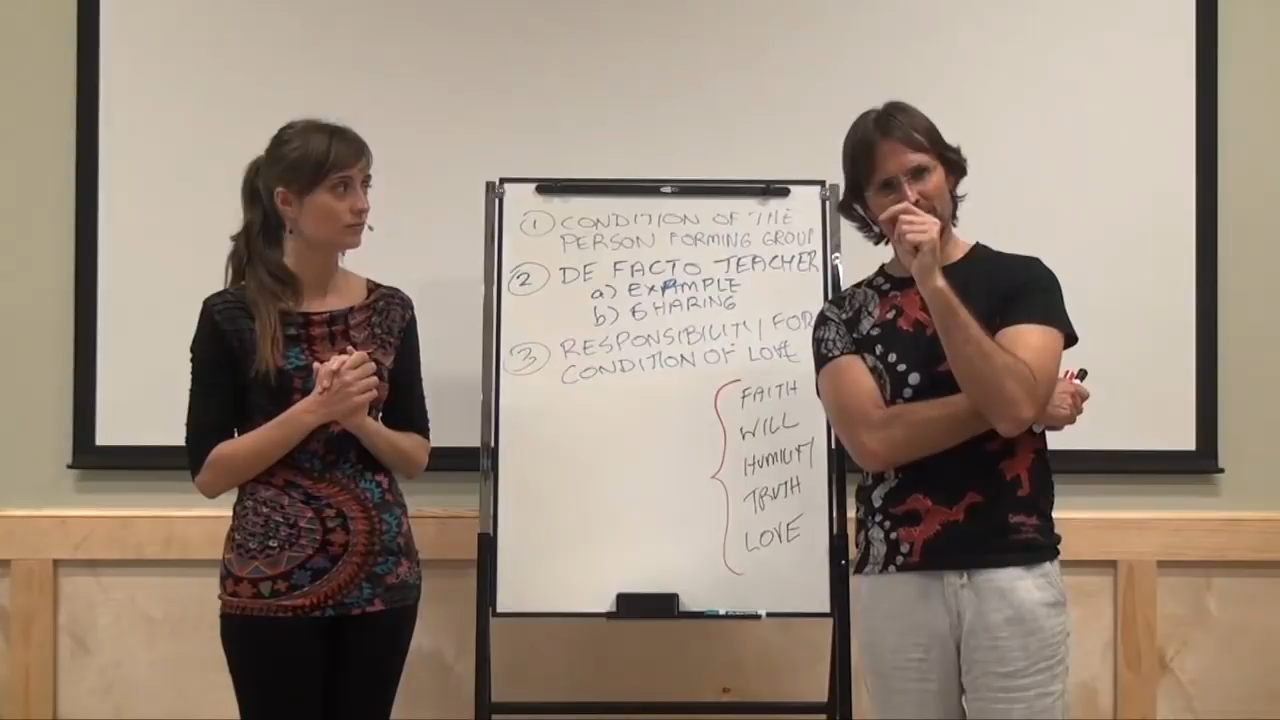 ① CONDITION OF THE
PERSON FORMING GROUP
② DE FACTO TEACHER
a) EXAMPLE
b) SHARING
③ RESPONSIBILITY FOR
CONDITION OF LOVE
FAITH
WILL
HUMILITY
TRUTH
LOVE